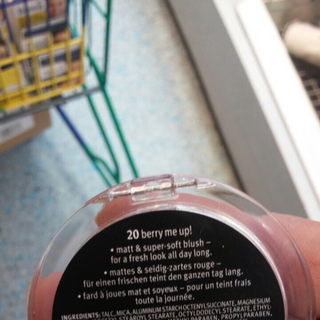 20 berry me up!
• matt & super-soft blush –
for a fresh look all day long.
• mattes & seidig-zartes rouge –
für einen frischen teint den ganzen tag lang.
• fard à joues mat et soyeux – pour un teint frais
toute la journée.
INGREDIENTS: TALC, MICA, ALUMINUM STARCH OCTENYLSUCCINATE, MAGNESIUM
STEARYL STEARATE, OCTYLDODECYL STEARATE, ETHYL-
PARABEN, PROPYLPARABEN,